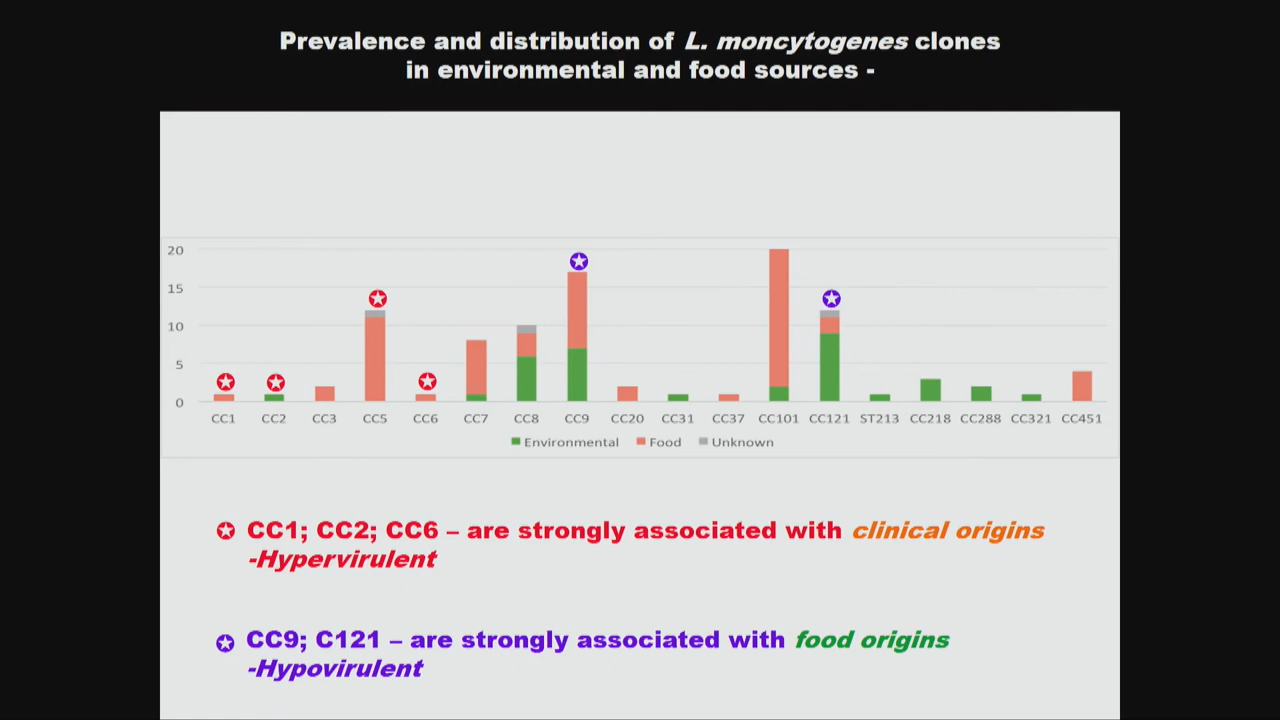 Prevalence and distribution of L. moncytogenes clones
in environmental and food sources -
20
15
10
5
0
CC1 CC2 CC3 CC5 CC6 CC7 CC8 CC9 CC20 CC31 CC37 CC101 CC121 ST213 CC218 CC288 CC321 CC451
Environmental Food Unknown
CC1; CC2; CC6 – are strongly associated with clinical origins
-Hypervirulent
CC9; C121 – are strongly associated with food origins
-Hypovirulent